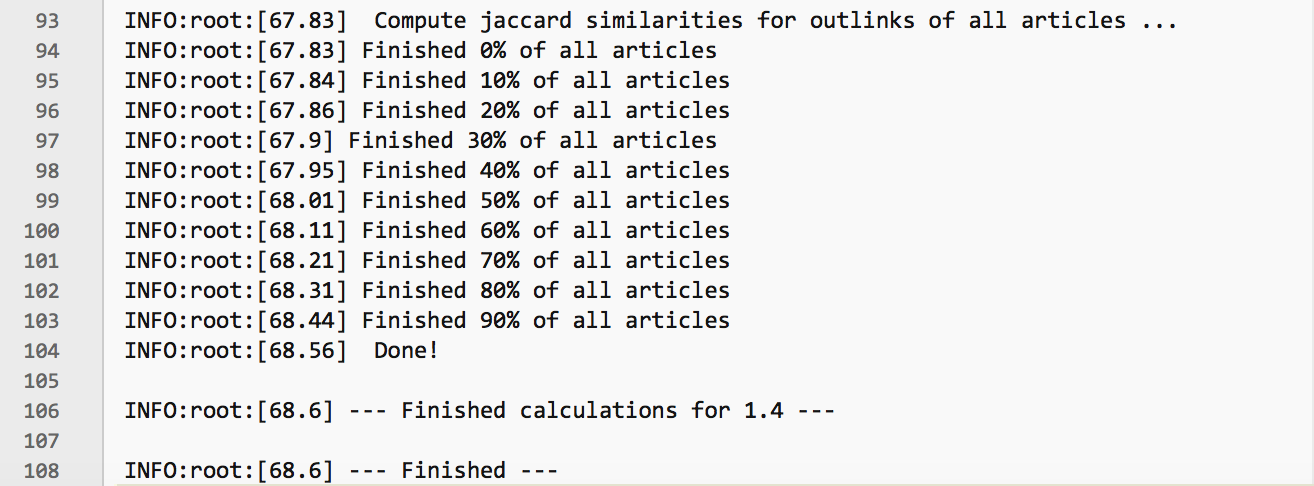 93 INFO:root:[67.83]  Compute jaccard similarities for outlinks of all articles ...
94 INFO:root:[67.83] Finished 0% of all articles
95 INFO:root:[67.84] Finished 10% of all articles
96 INFO:root:[67.86] Finished 20% of all articles
97 INFO:root:[67.9] Finished 30% of all articles
98 INFO:root:[67.95] Finished 40% of all articles
99 INFO:root:[68.01] Finished 50% of all articles
100 INFO:root:[68.11] Finished 60% of all articles
101 INFO:root:[68.21] Finished 70% of all articles
102 INFO:root:[68.31] Finished 80% of all articles
103 INFO:root:[68.44] Finished 90% of all articles
104 INFO:root:[68.56]  Done!
105
106 INFO:root:[68.6] --- Finished calculations for 1.4 ---
107
108 INFO:root:[68.6] --- Finished ---